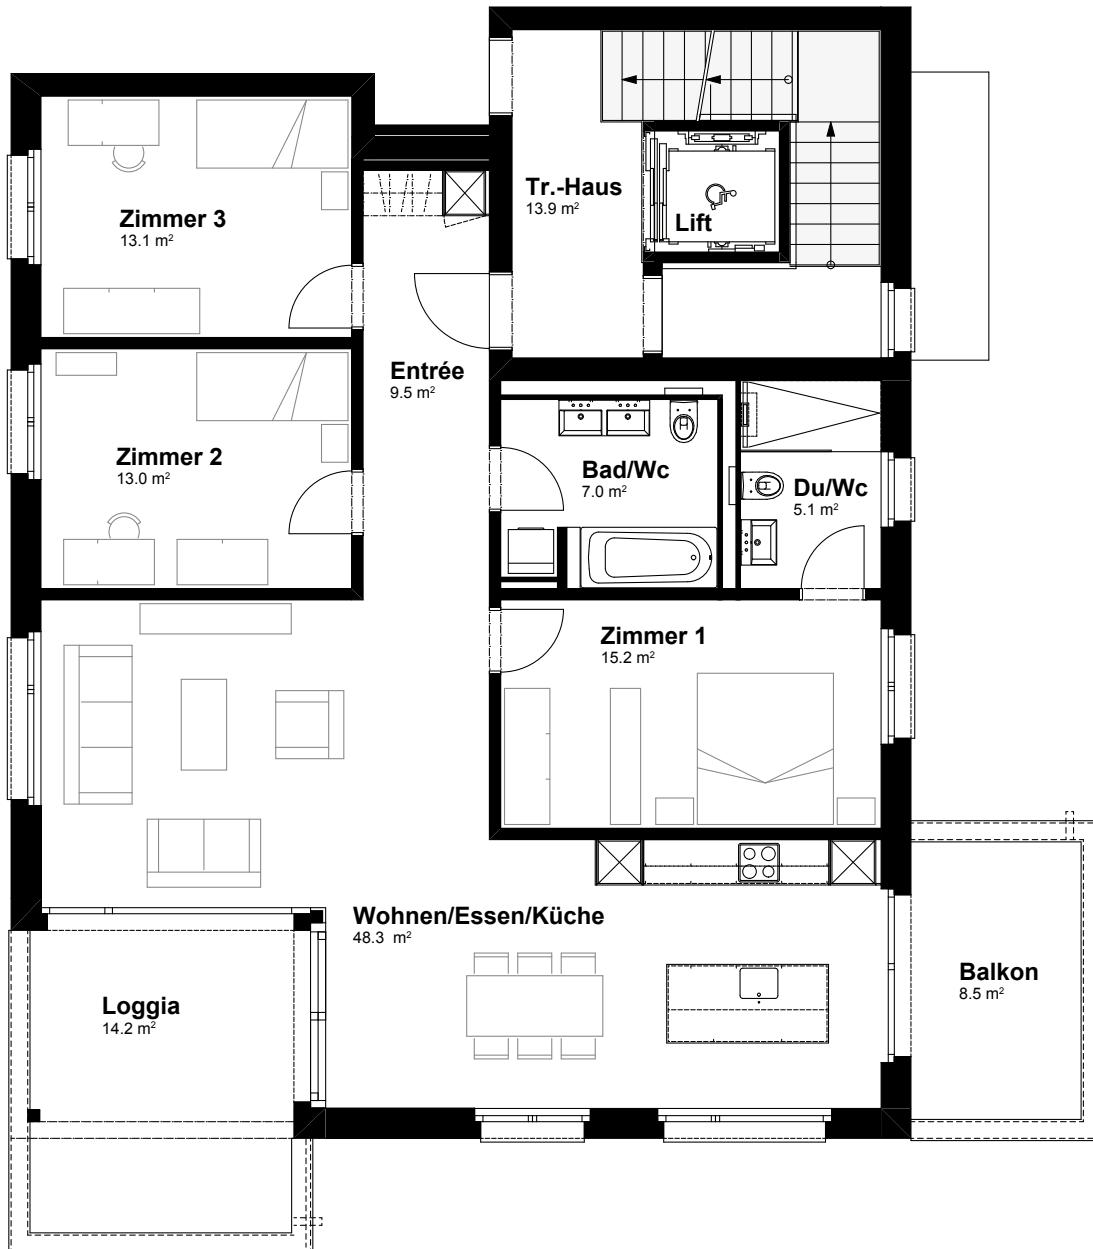 Tr.-Haus
13.9 m²
Lift
Zimmer 3
13.1 m²
Entrée
9.5 m²
Zimmer 2
13.0 m²
Bad/Wc
7.0 m²
Du/Wc
5.1 m²
Zimmer 1
15.2 m²
Wohnen/Essen/Küche
48.3 m²
Loggia
14.2 m²
Balkon
8.5 m²